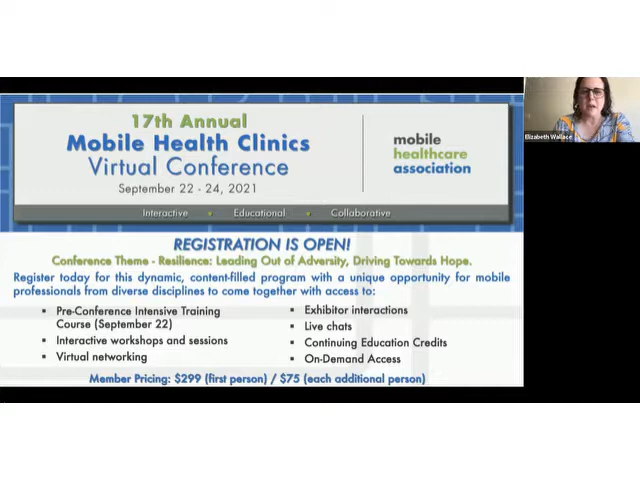 17th Annual
Mobile Health Clinics
Virtual Conference
September 22 - 24, 2021
mobile
healthcare
association
Interactive • Educational • Collaborative
Elizabeth Wallace
REGISTRATION IS OPEN!
Conference Theme - Resilience: Leading Out of Adversity, Driving Towards Hope.
Register today for this dynamic, content-filled program with a unique opportunity for mobile
professionals from diverse disciplines to come together with access to:
▪ Pre-Conference Intensive Training
Course (September 22)
▪ Interactive workshops and sessions
▪ Virtual networking
▪ Exhibitor interactions
▪ Live chats
▪ Continuing Education Credits
▪ On-Demand Access
Member Pricing: $299 (first person) / $75 (each additional person)